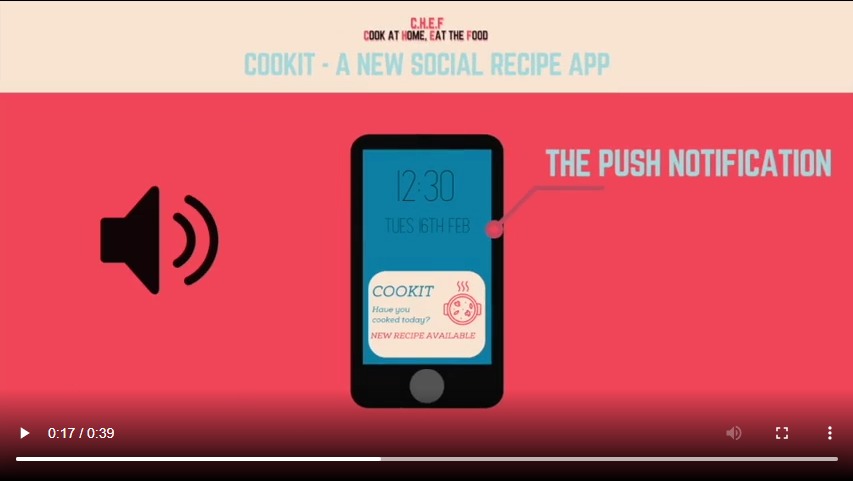 C.H.E.F
COOK AT HOME, EAT THE FOOD
COOKIT - A NEW SOCIAL RECIPE APP
THE PUSH NOTIFICATION
12:30
TUES 16TH FEB
COOKIT
Have you
cooked today?
NEW RECIPE AVAILABLE
0:17 / 0:39